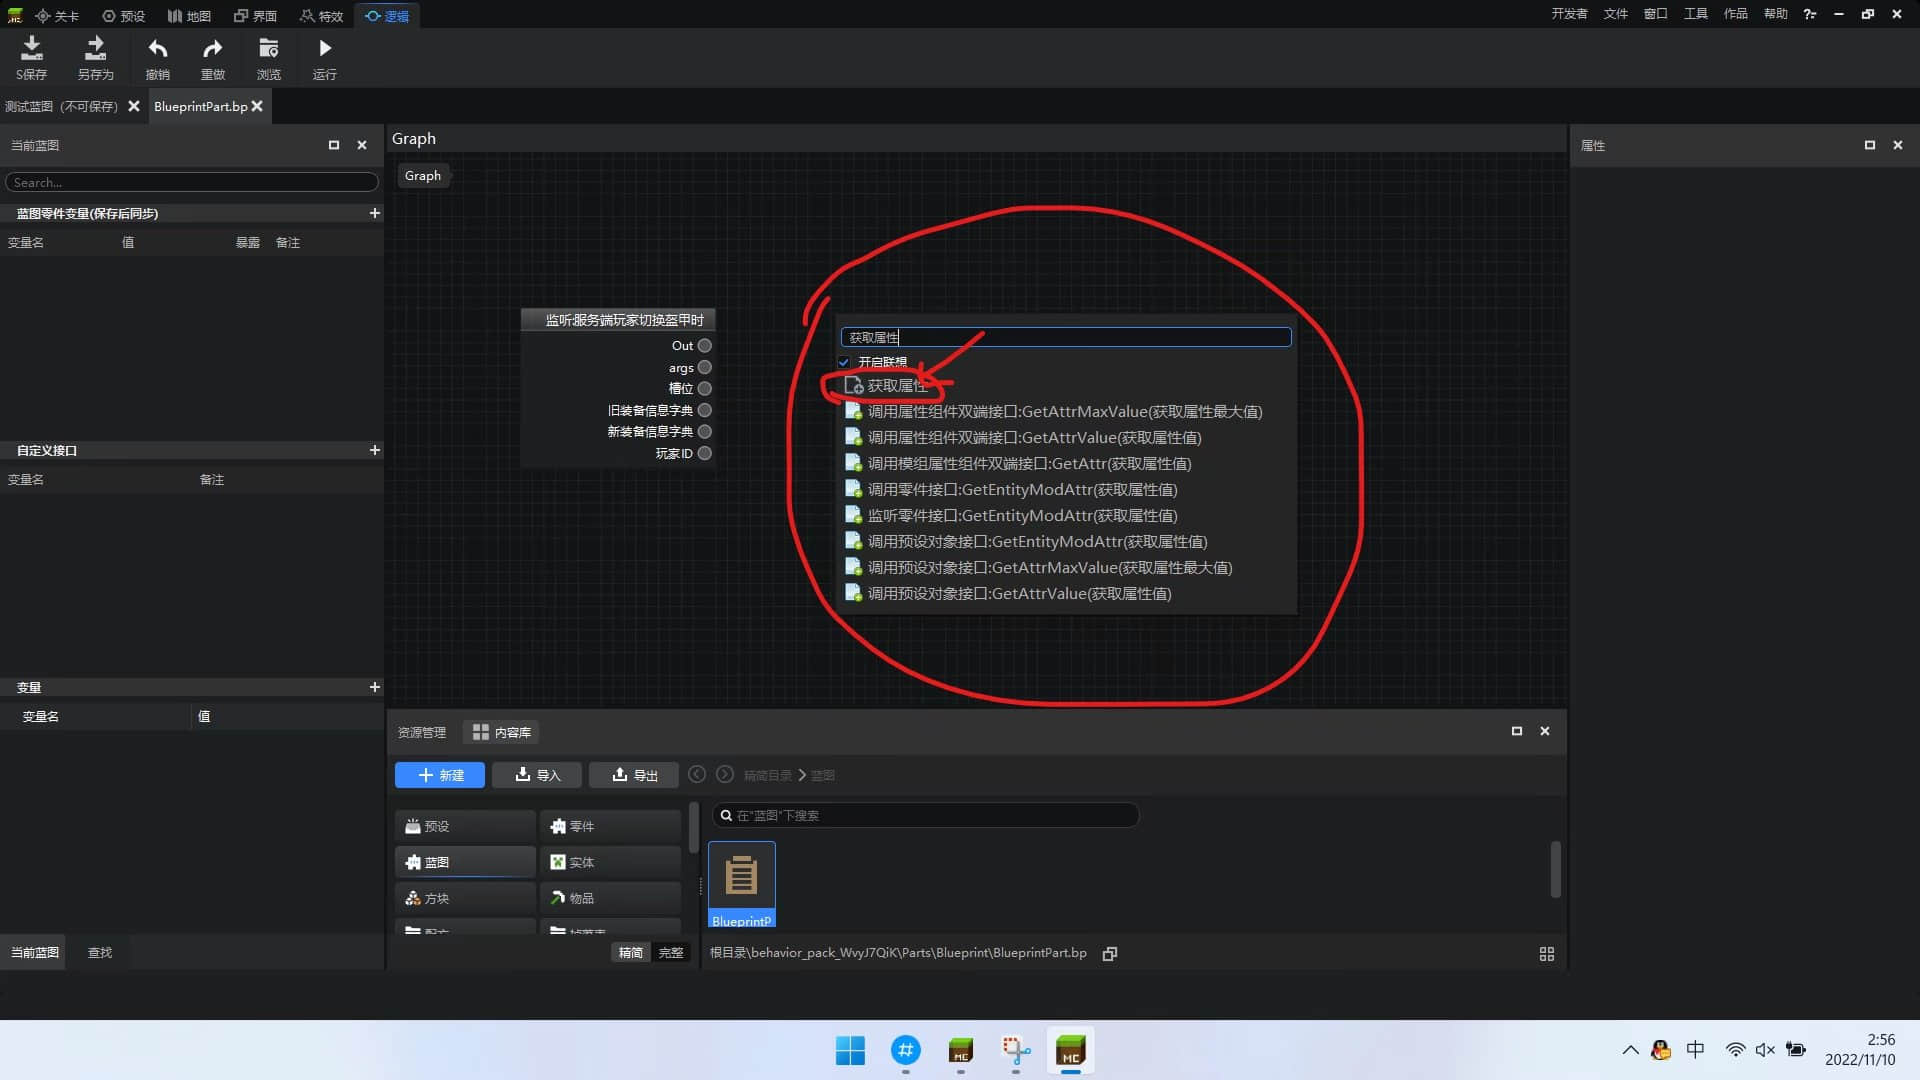 关卡
预设
地图
界面
特效
逻辑
开发者
文件
窗口
工具
作品
帮助
S保存
另存为
撤销
重做
浏览
运行
测试蓝图（不可保存）
BlueprintPart.bp
当前蓝图
Search...
蓝图零件变量(保存后同步)
变量名 值 暴露 备注
自定义接口
变量名 备注
变量
变量名 值
当前蓝图 查找
Graph
Graph
监听:服务端玩家切换盔甲时
Out
args
槽位
旧装备信息字典
新装备信息字典
玩家ID
获取属性
开启联想
获取属性
调用属性组件双端接口:GetAttrMaxValue(获取属性最大值)
调用属性组件双端接口:GetAttrValue(获取属性值)
调用模组属性组件双端接口:GetAttr(获取属性值)
调用零件接口:GetEntityModAttr(获取属性值)
监听零件接口:GetEntityModAttr(获取属性值)
调用预设对象接口:GetEntityModAttr(获取属性值)
调用预设对象接口:GetAttrMaxValue(获取属性最大值)
调用预设对象接口:GetAttrValue(获取属性值)
属性
资源管理 内容库
新建 导入 导出 精简目录 蓝图
预设 零件
蓝图 实体
方块 物品
配方
精简 完整
在"蓝图"下搜索
BlueprintP
根目录\behavior_pack_WvyJ7QiK\Parts\Blueprint\BlueprintPart.bp
MC
MC
中
2:56
2022/11/10